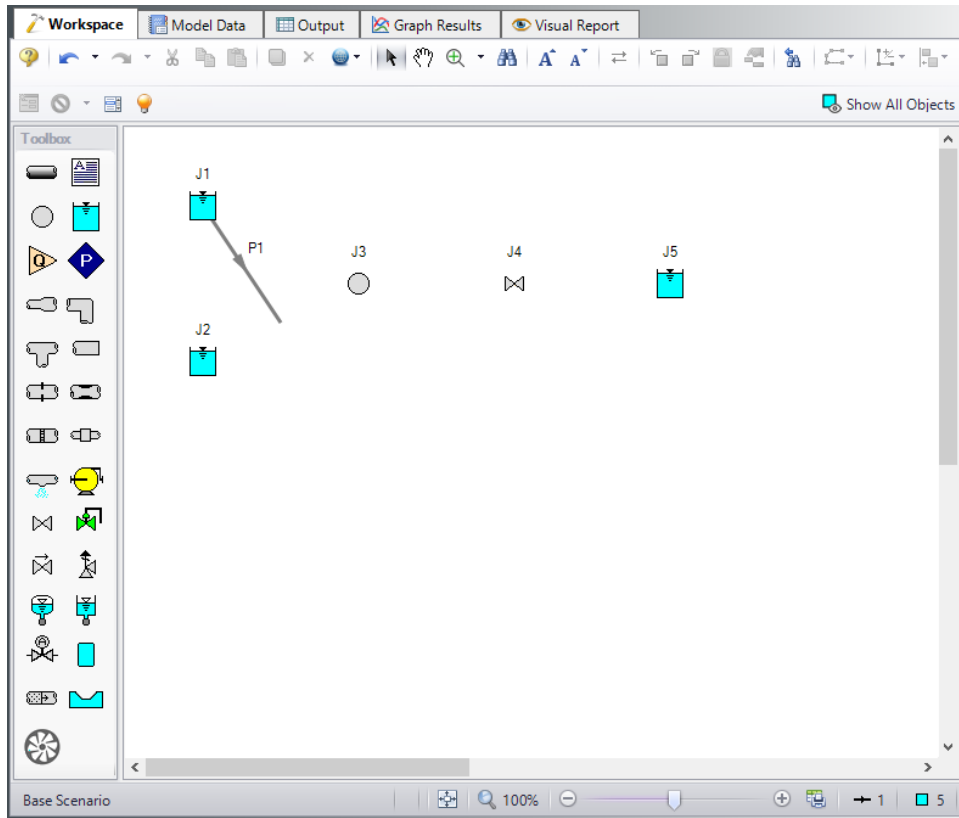 Workspace Model Data Output Graph Results Visual Report
Show All Objects
Toolbox
J1
P1
J3
J4
J5
J2
A
Q
P
Base Scenario 100% 1 5